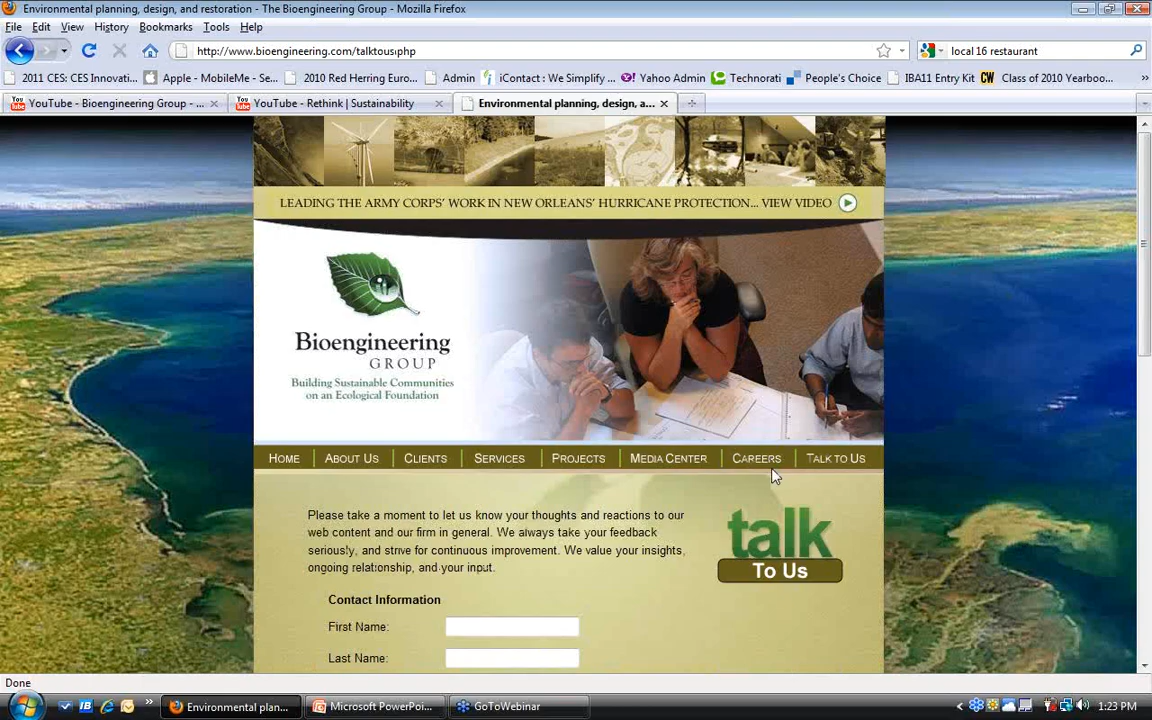 Environmental planning, design, and restoration - The Bioengineering Group - Mozilla Firefox
File Edit View History Bookmarks Tools Help
http://www.bioengineering.com/talktous.php
local 16 restaurant
2011 CES: CES Innovati... Apple - MobileMe - Se... 2010 Red Herring Euro... Admin iContact : We Simplify ... Yahoo Admin Technorati People's Choice IBA11 Entry Kit CW Class of 2010 Yearboo... »
YouTube - Bioengineering Group - ... YouTube - Rethink | Sustainability Environmental planning, design, a...
LEADING THE ARMY CORPS' WORK IN NEW ORLEANS' HURRICANE PROTECTION... VIEW VIDEO
Bioengineering
GROUP
Building Sustainable Communities
on an Ecological Foundation
HOME ABOUT US CLIENTS SERVICES PROJECTS MEDIA CENTER CAREERS TALK TO US
Please take a moment to let us know your thoughts and reactions to our
web content and our firm in general. We always take your feedback
seriously, and strive for continuous improvement. We value your insights,
ongoing relationship, and your input.
talk
To Us
Contact Information
First Name:
Last Name:
Done
IB » Environmental plan... Microsoft PowerPoi... GoToWebinar 1:23 PM